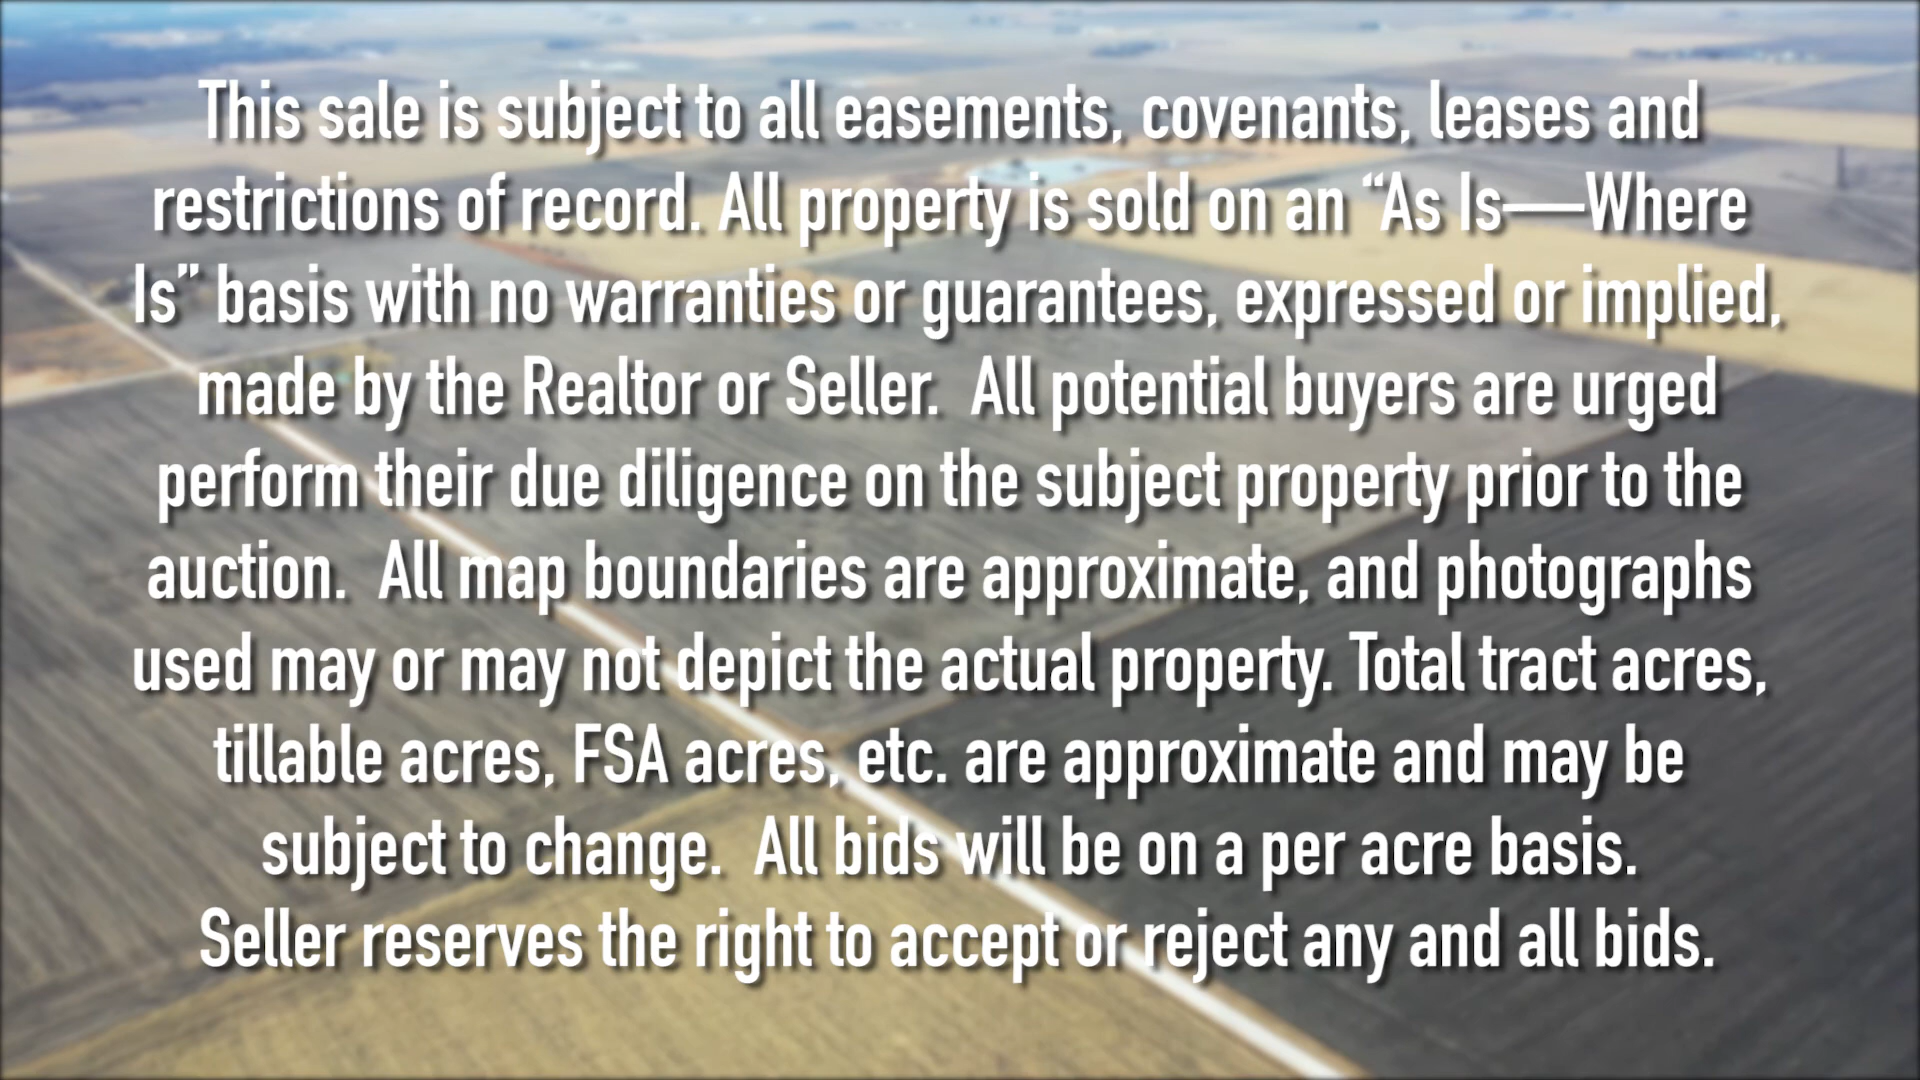 This sale is subject to all easements, covenants, leases and
restrictions of record. All property is sold on an “As Is—–Where
Is” basis with no warranties or guarantees, expressed or implied,
made by the Realtor or Seller.  All potential buyers are urged
perform their due diligence on the subject property prior to the
auction.  All map boundaries are approximate, and photographs
used may or may not depict the actual property. Total tract acres,
tillable acres, FSA acres, etc. are approximate and may be
subject to change.  All bids will be on a per acre basis.
Seller reserves the right to accept or reject any and all bids.